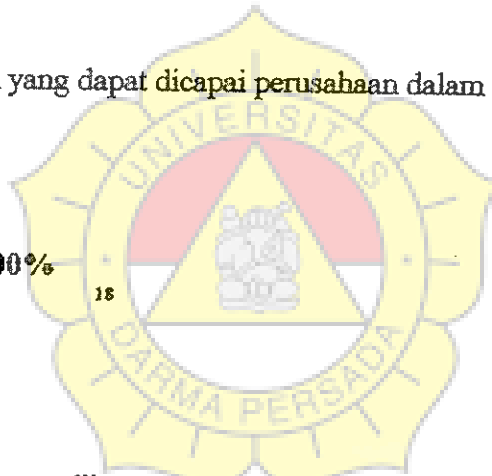 yang dapat dicapai perusahaan dalam
UNIVERSITAS
00%
18
DARMA PERSADA